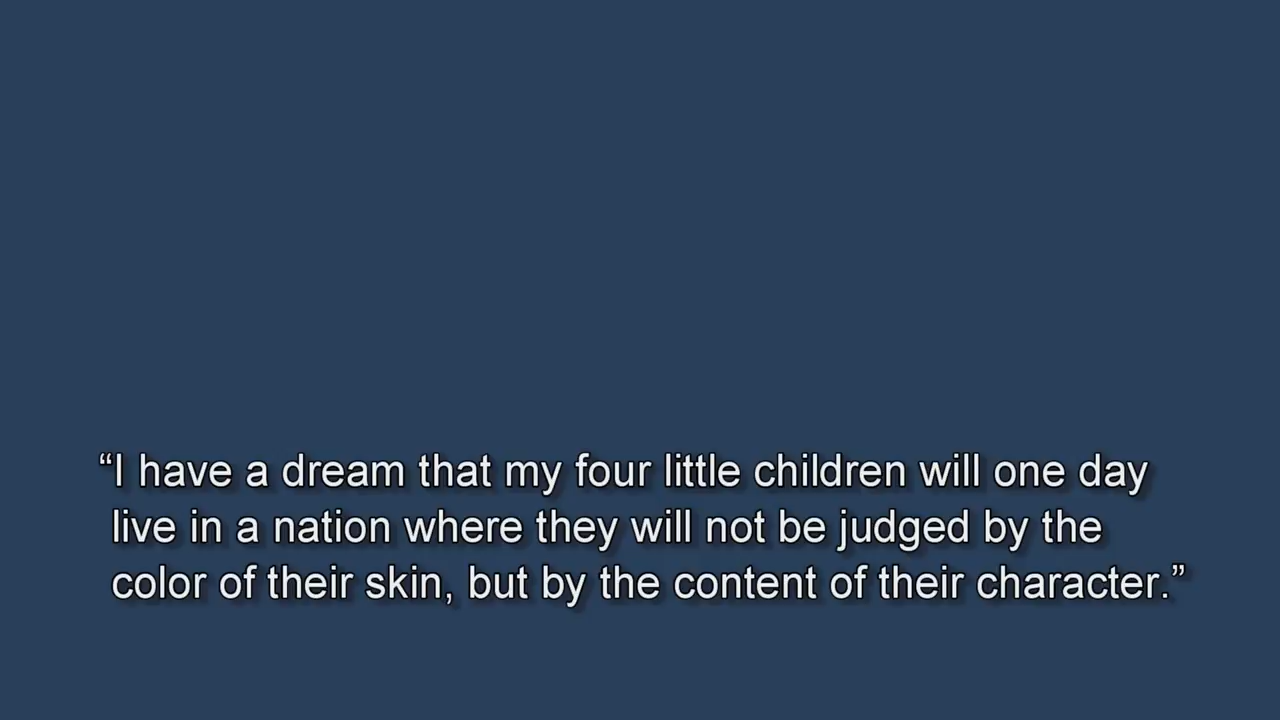 “I have a dream that my four little children will one day
live in a nation where they will not be judged by the
color of their skin, but by the content of their character.”